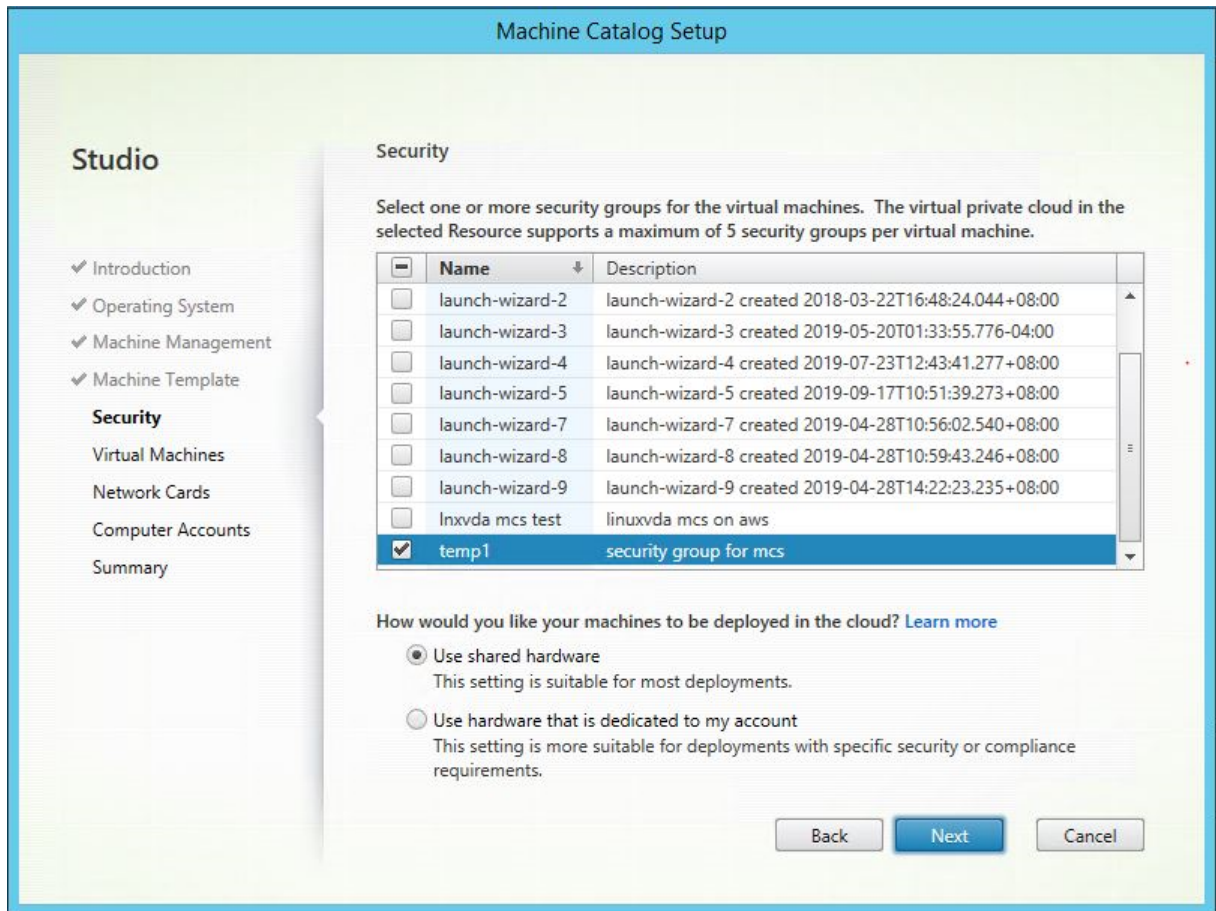 Machine Catalog Setup
Studio
✔ Introduction
✔ Operating System
✔ Machine Management
✔ Machine Template
Security
Virtual Machines
Network Cards
Computer Accounts
Summary
Security
Select one or more security groups for the virtual machines. The virtual private cloud in the
selected Resource supports a maximum of 5 security groups per virtual machine.
Name Description
launch-wizard-2 launch-wizard-2 created 2018-03-22T16:48:24.044+08:00
launch-wizard-3 launch-wizard-3 created 2019-05-20T01:33:55.776-04:00
launch-wizard-4 launch-wizard-4 created 2019-07-23T12:43:41.277+08:00
launch-wizard-5 launch-wizard-5 created 2019-09-17T10:51:39.273+08:00
launch-wizard-7 launch-wizard-7 created 2019-04-28T10:56:02.540+08:00
launch-wizard-8 launch-wizard-8 created 2019-04-28T10:59:43.246+08:00
launch-wizard-9 launch-wizard-9 created 2019-04-28T14:22:23.235+08:00
lnxvda mcs test linuxvda mcs on aws
temp1 security group for mcs
How would you like your machines to be deployed in the cloud? Learn more
Use shared hardware
This setting is suitable for most deployments.
Use hardware that is dedicated to my account
This setting is more suitable for deployments with specific security or compliance
requirements.
Back Next Cancel